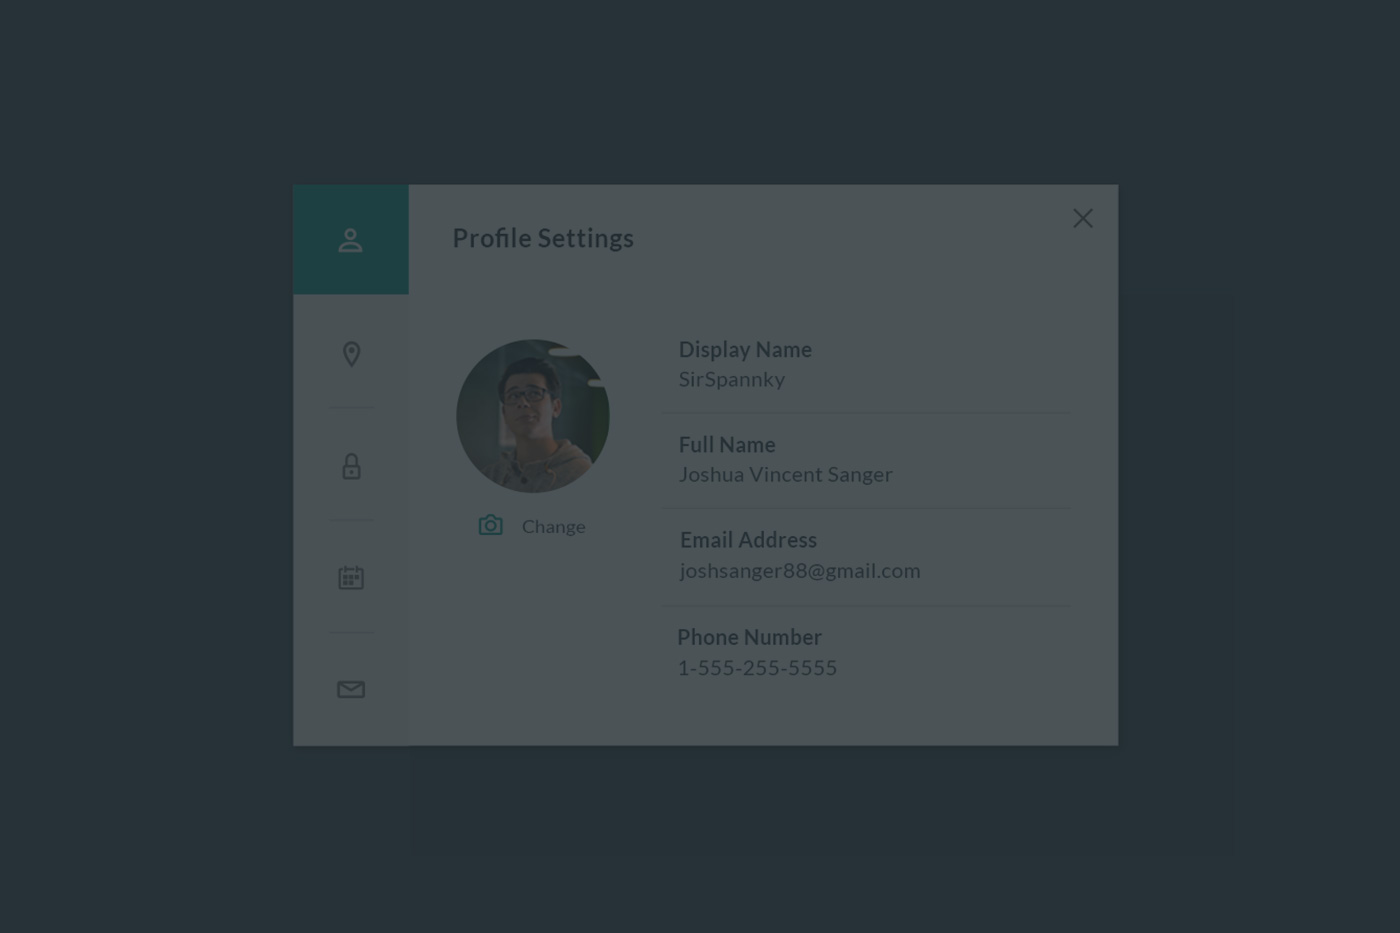 Profile Settings
Display Name
SirSpannky
Full Name
Joshua Vincent Sanger
Change
Email Address
joshsanger88@gmail.com
Phone Number
1-555-255-5555